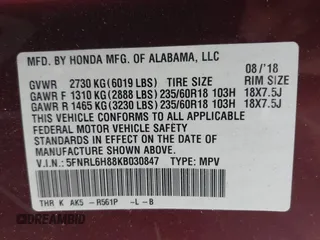 MFD. BY HONDA MFG. OF ALABAMA, LLC
08/'18
GVWR 2730 KG(6019 LBS) TIRE SIZE RIM SIZE
GAWR F 1310 KG(2888 LBS)235/60R18 103H 18X7.5J
GAWR R 1465 KG(3230 LBS)235/60R18 103H 18X7.5J
THIS VEHICLE CONFORMS TO ALL APPLICABLE
FEDERAL MOTOR VEHICLE SAFETY
STANDARDS IN EFFECT ON THE DATE OF
MANUFACTURE SHOWN ABOVE.
V.I.N: 5FNRL6H88KB030847 TYPE: MPV
THR K AK5 -R561P -L-B
DREAMBID